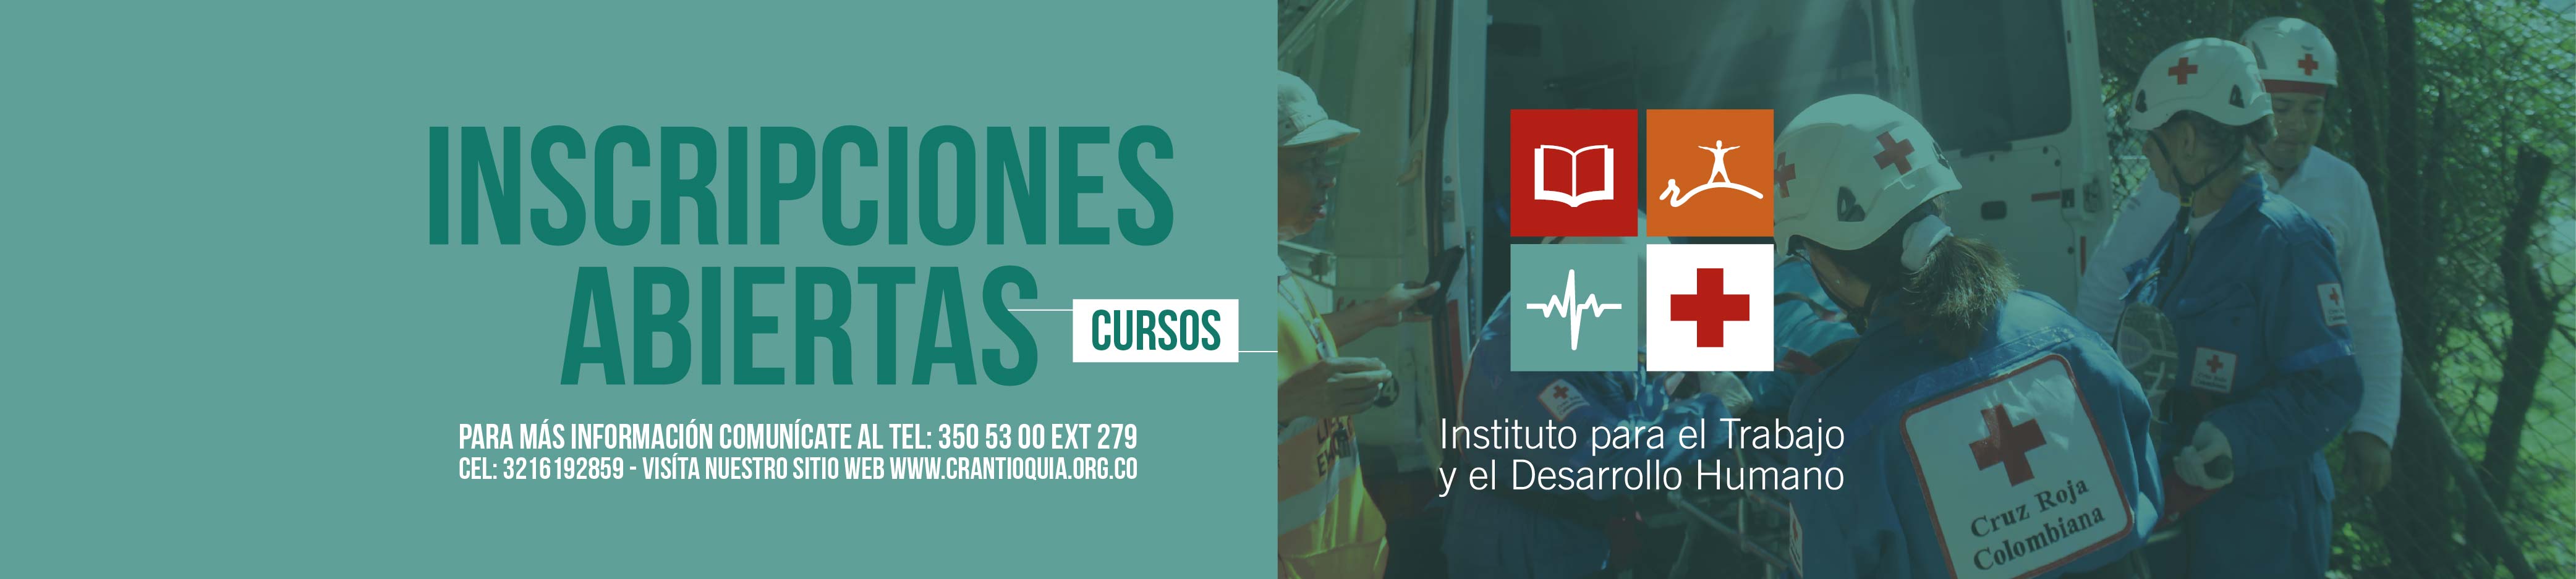 INSCRIPCIONES
ABIERTAS
CURSOS
PARA MÁS INFORMACIÓN COMUNÍCATE AL TEL: 350 53 00 EXT 279
CEL: 3216192859 - VISÍTA NUESTRO SITIO WEB WWW.CRANTIOQUIA.ORG.CO
Instituto para el Trabajo
y el Desarrollo Humano
Cruz Roja
Colombiana